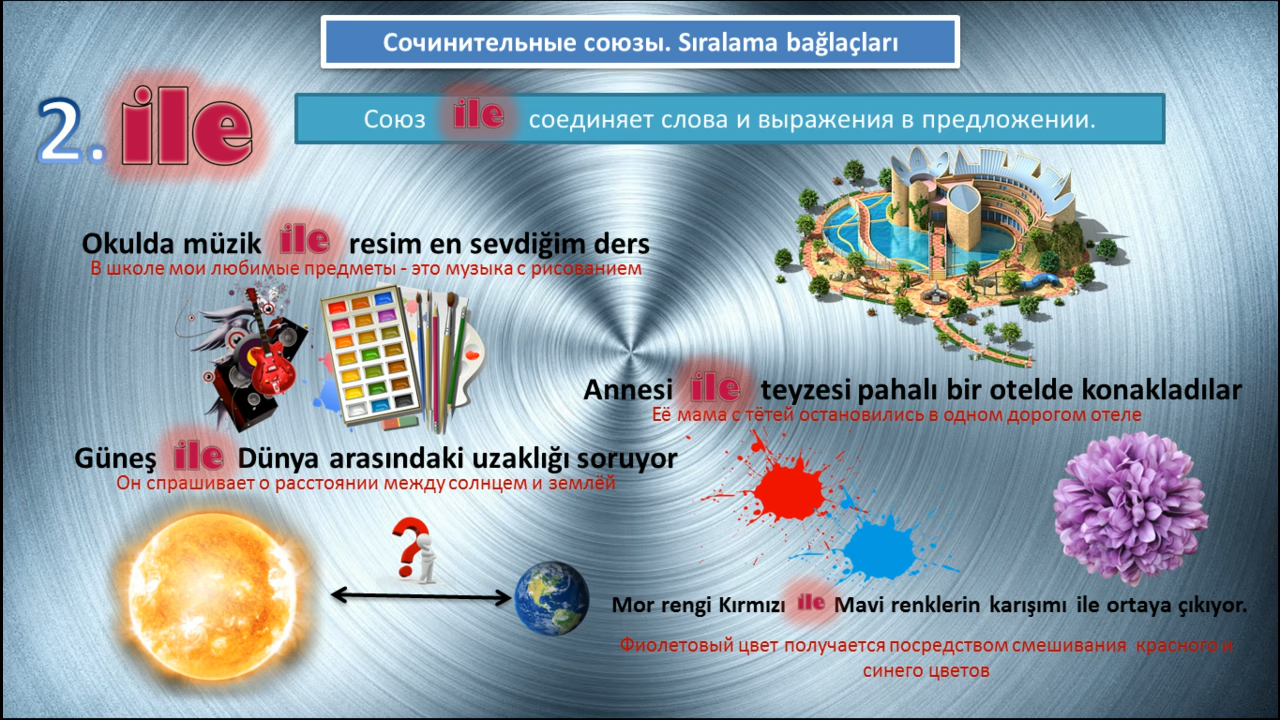 Сочинительные союзы. Sıralama bağlaçları
2. ile
Союз ile соединяет слова и выражения в предложении.
Okulda müzik ile resim en sevdiğim ders
В школе мои любимые предметы - это музыка с рисованием
Annesi ile teyzesi pahalı bir otelde konakladılar
Её мама с тётей остановились в одном дорогом отеле
Güneş ile Dünya arasındaki uzaklığı soruyor
Он спрашивает о расстоянии между солнцем и землёй
?
Mor rengi Kırmızı ile Mavi renklerin karışımı ile ortaya çıkıyor.
Фиолетовый цвет получается посредством смешивания красного и
синего цветов